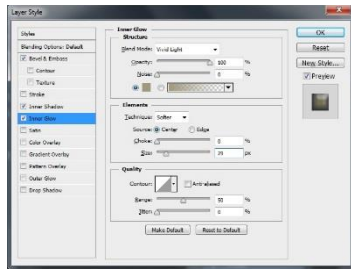 Layer Style
Styles
Blending Options: Default
Bevel & Emboss
Contour
Texture
Stroke
Inner Shadow
Inner Glow
Satin
Color Overlay
Gradient Overlay
Pattern Overlay
Outer Glow
Drop Shadow
Inner Glow
Structure
Blend Mode: Vivid Light
Opacity: 100 %
Noise: 0 %
Elements
Technique: Softer
Source: Center Edge
Choke: 0 %
Size: px
Quality
Contour: Anti-aliased
Range: 50 %
Jitter: 0 %
Make Default Reset to Default
OK
Reset
New Style...
Preview